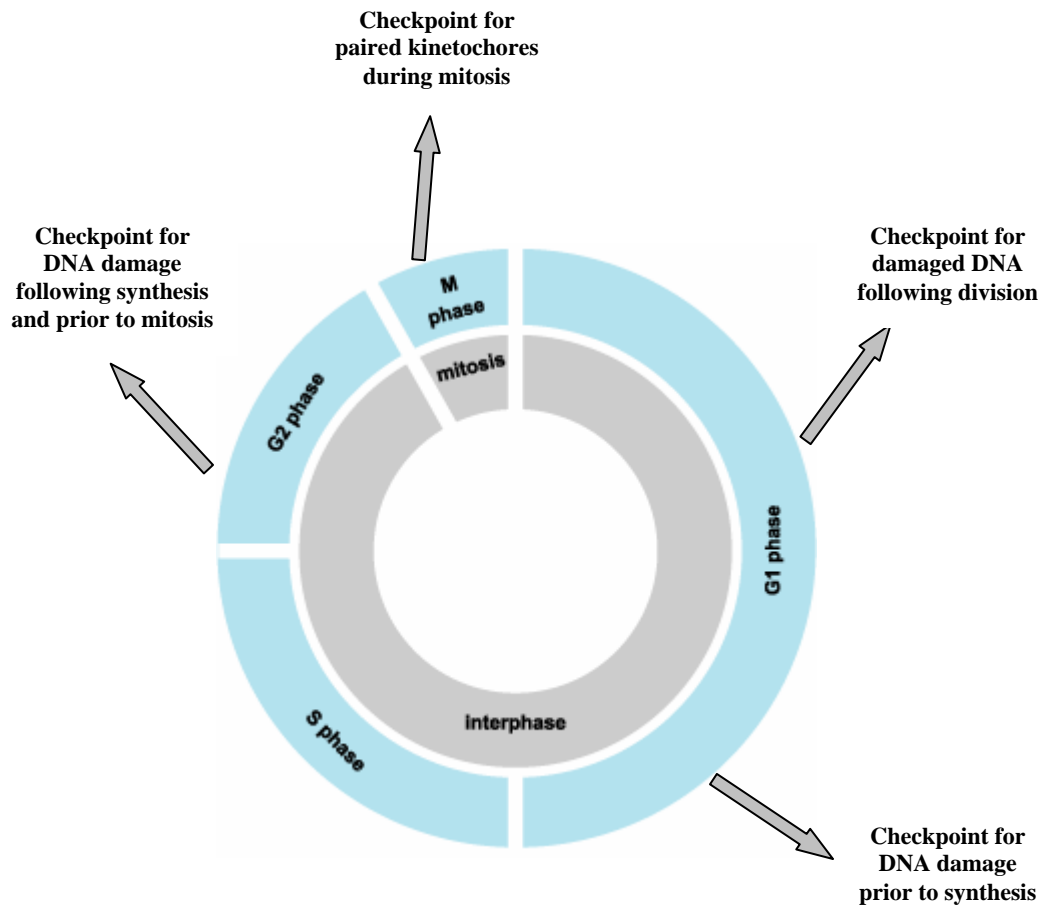 Checkpoint for
paired kinetochores
during mitosis
Checkpoint for
DNA damage
following synthesis
and prior to mitosis
Checkpoint for
damaged DNA
following division
M
phase
mitosis
G2 phase
G1 phase
S phase
interphase
Checkpoint for
DNA damage
prior to synthesis